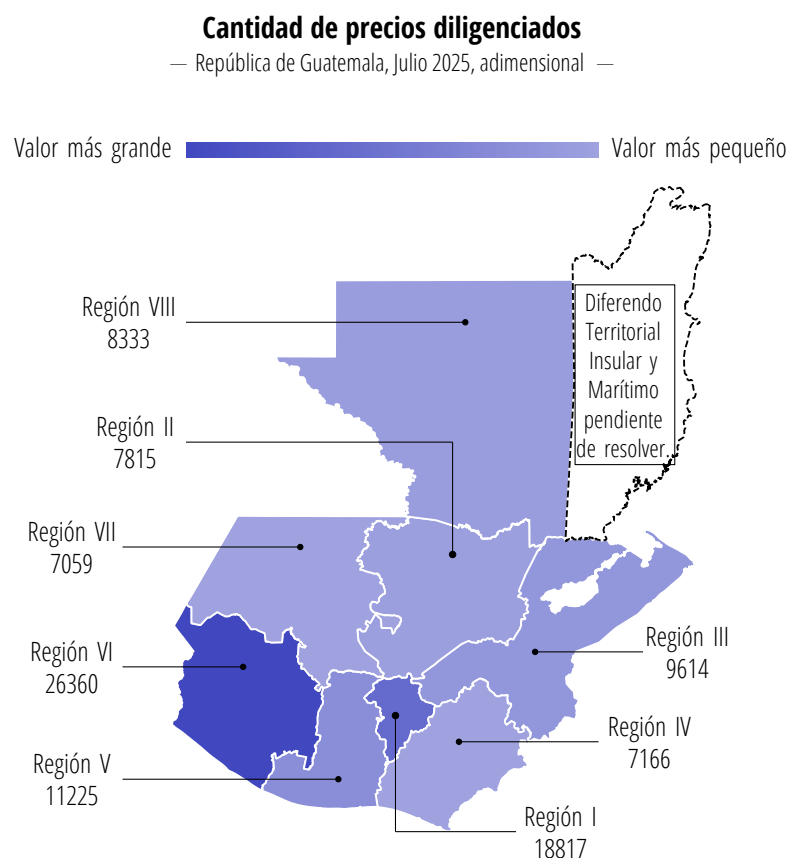 Cantidad de precios diligenciados
— República de Guatemala, Julio 2025, adimensional —
Valor más grande
Valor más pequeño
Diferendo
Territorial
Insular y
Marítimo
pendiente
de resolver.
Región VIII
8333
Región II
7815
Región VII
7059
Región VI
26360
Región III
9614
Región IV
7166
Región V
11225
Región I
18817